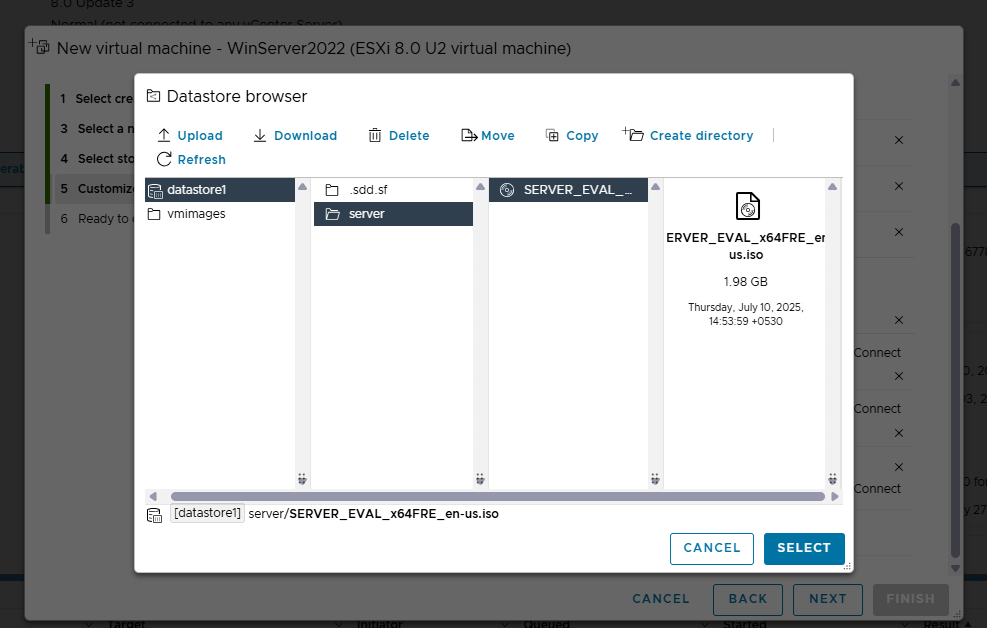 8.0 Update 3
Normal (not connected to any vCenter Server)
New virtual machine - WinServer2022 (ESXi 8.0 U2 virtual machine)
1 Select cre
3 Select a n
4 Select sto
5 Customiz
6 Ready to
Datastore browser
Upload Download Delete Move Copy Create directory
Refresh
datastore1 .sdd.sf SERVER_EVAL_...
vmimages server
ERVER_EVAL_x64FRE_en
us.iso
1.98 GB
Thursday, July 10, 2025,
14:53:59 +0530
[datastore1] server/SERVER_EVAL_x64FRE_en-us.iso
CANCEL SELECT
Connect
Connect
Connect
CANCEL BACK NEXT FINISH
Target Initiator Queued Started Result